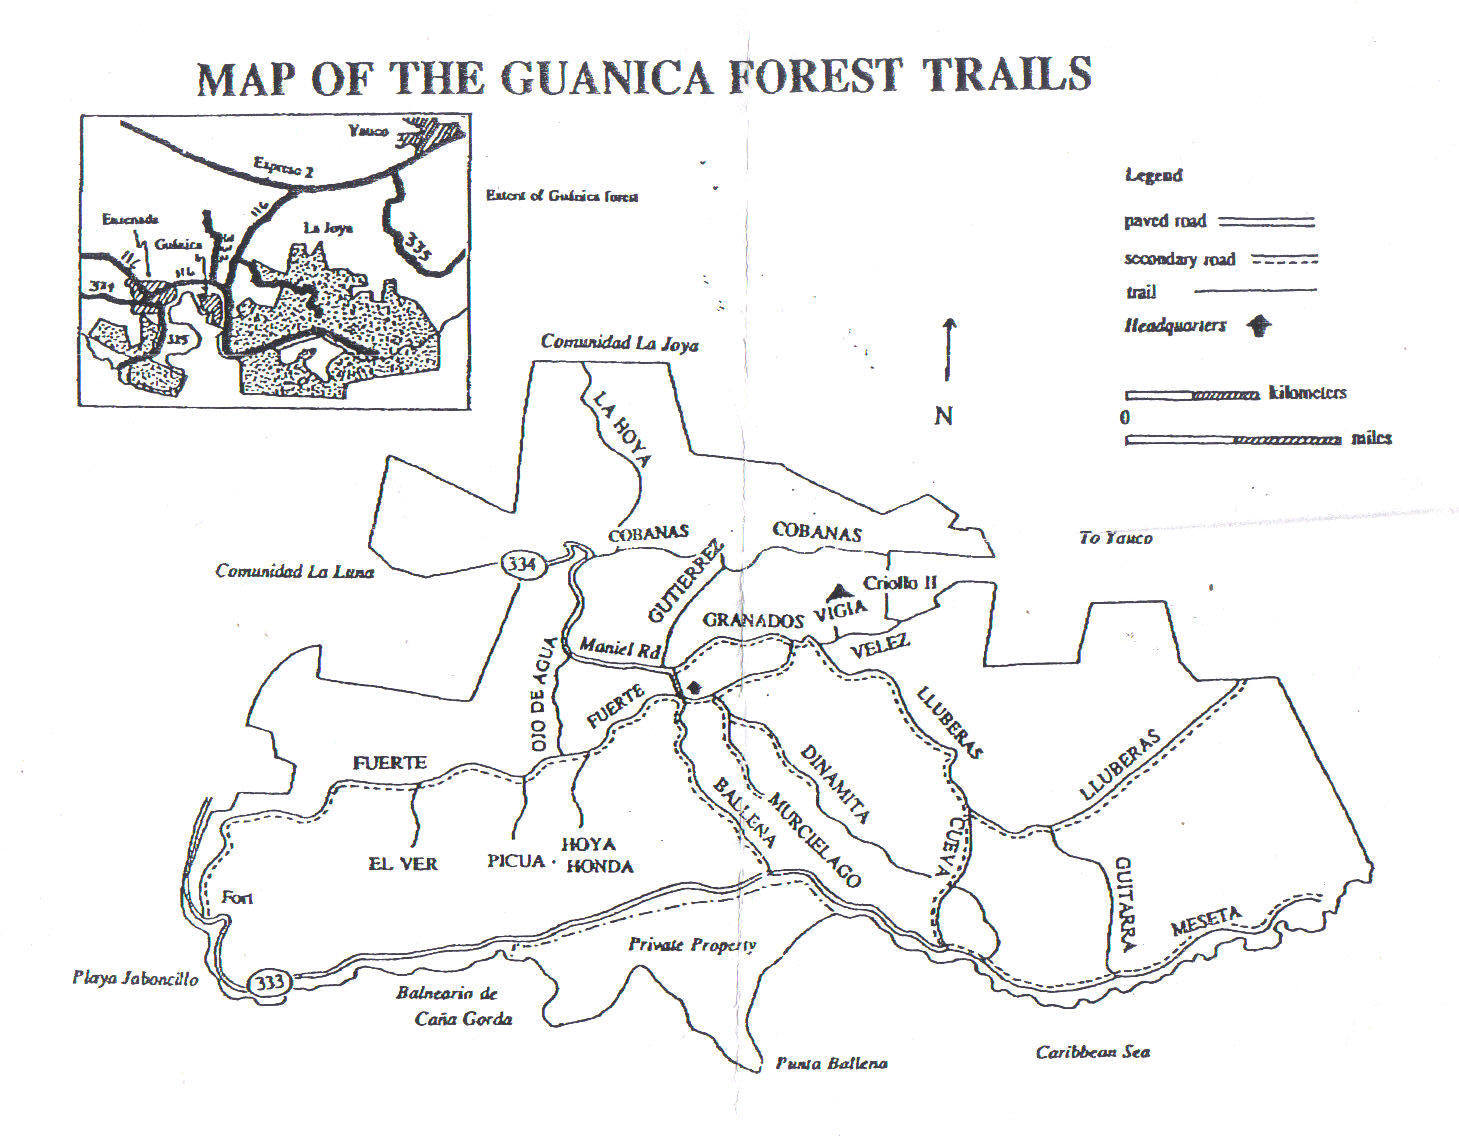 MAP OF THE GUANICA FOREST TRAILS
Yauco
Expreso 2
116
Ensenada
Guánica
La Joya
335
116
116
333
324
325
Extent of Guánica forest
Legend
paved road
secondary road
trail
Headquarters
kilometers
0
miles
N
Comunidad La Joya
LA HOYA
COBANAS
COBANAS
To Yauco
334
Comunidad La Luna
GUTIERREZ
Criollo II
VIGIA
GRANADOS
VELEZ
Maniel Rd
OJO DE AGUA
FUERTE
LLUBERAS
LLUBERAS
FUERTE
DINAMITA
BALLENA
MURCIELAGO
CUEVA
EL VER
PICUA
HOYA
HONDA
GUITARRA
MESETA
Fort
Private Property
Playa Jaboncillo
333
Balneario de
Caña Gorda
Punta Ballena
Caribbean Sea